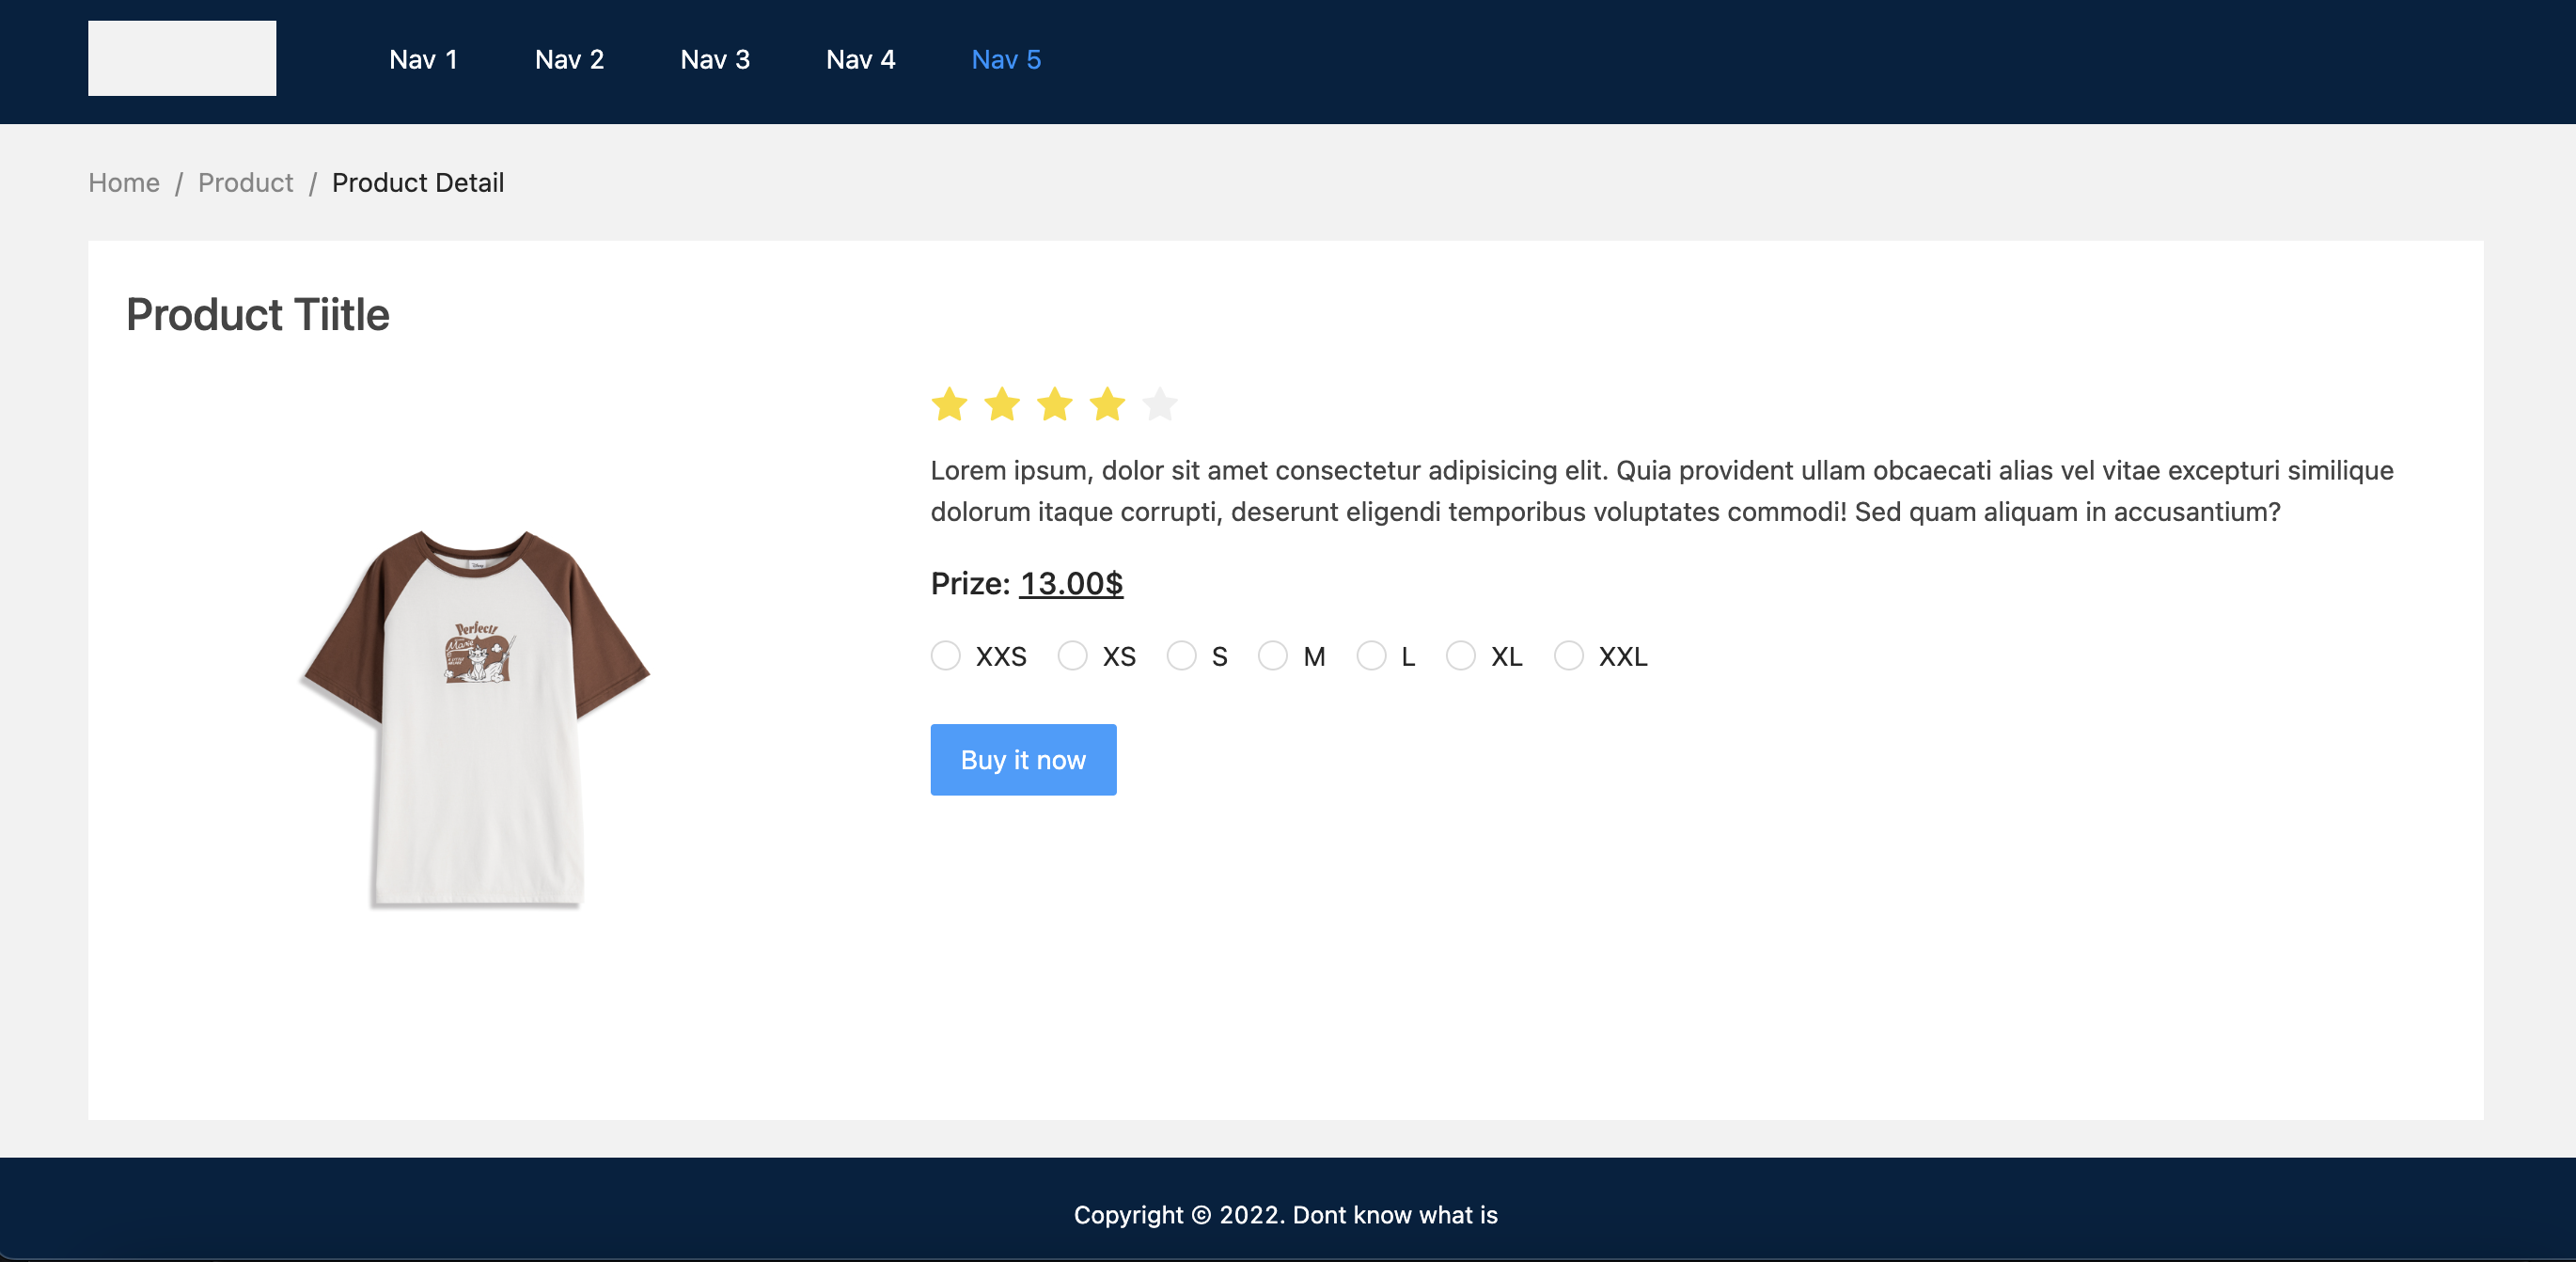 Nav 1 Nav 2 Nav 3 Nav 4 Nav 5
Home / Product / Product Detail
Product Tiitle
Lorem ipsum, dolor sit amet consectetur adipisicing elit. Quia provident ullam obcaecati alias vel vitae excepturi similique
dolorum itaque corrupti, deserunt eligendi temporibus voluptates commodi! Sed quam aliquam in accusantium?
Perfect!
Marie
Prize: 13.00$
XXS XS S M L XL XXL
Buy it now
Copyright © 2022. Dont know what is